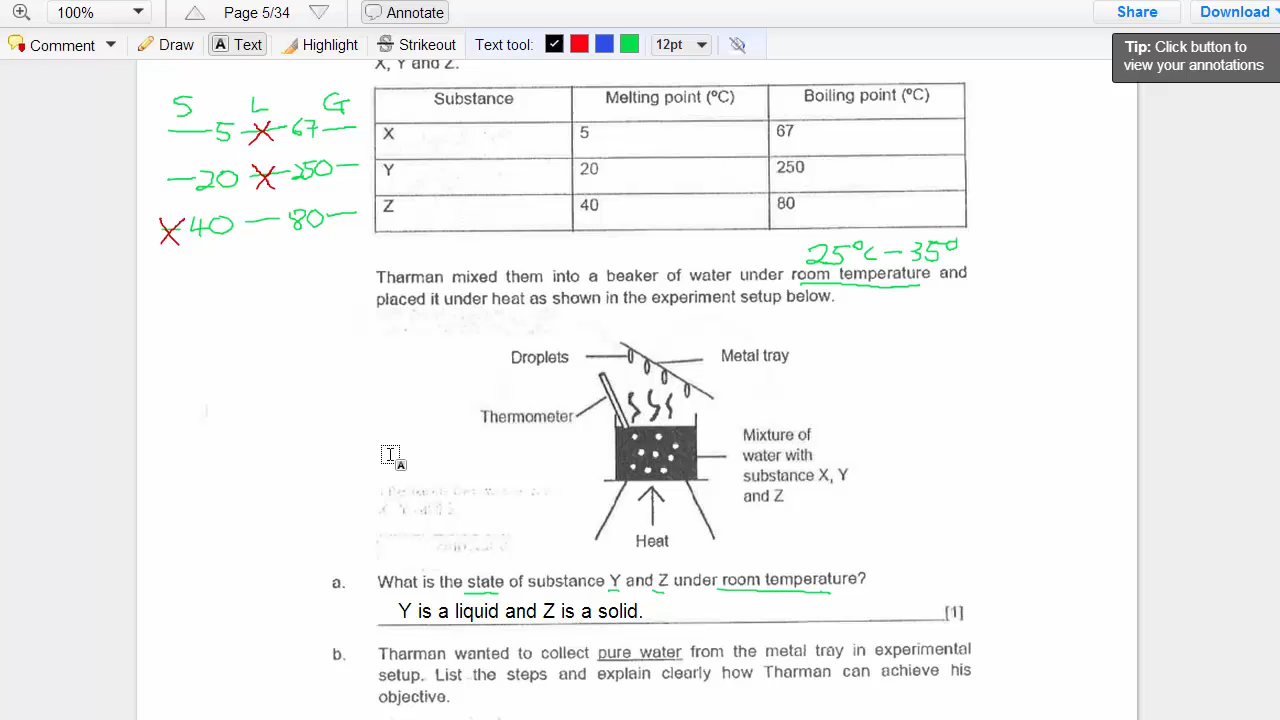 100% Page 5/34 Annotate Share Download
Comment Draw A Text Highlight Strikeout Text tool: 12pt
Tip: Click button to
view your annotations
X, Y and Z.
S L G
Substance Melting point (ºC) Boiling point (ºC)
5 X 67
X 5 67
20 X 250
Y 20 250
X 40 80
Z 40 80
25°c - 35°
Tharman mixed them into a beaker of water under room temperature and
placed it under heat as shown in the experiment setup below.
Droplets Metal tray
Thermometer
Mixture of
water with
substance X, Y
and Z
A
Heat
a. What is the state of substance Y and Z under room temperature?
Y is a liquid and Z is a solid. [1]
b. Tharman wanted to collect pure water from the metal tray in experimental
setup. List the steps and explain clearly how Tharman can achieve his
objective.